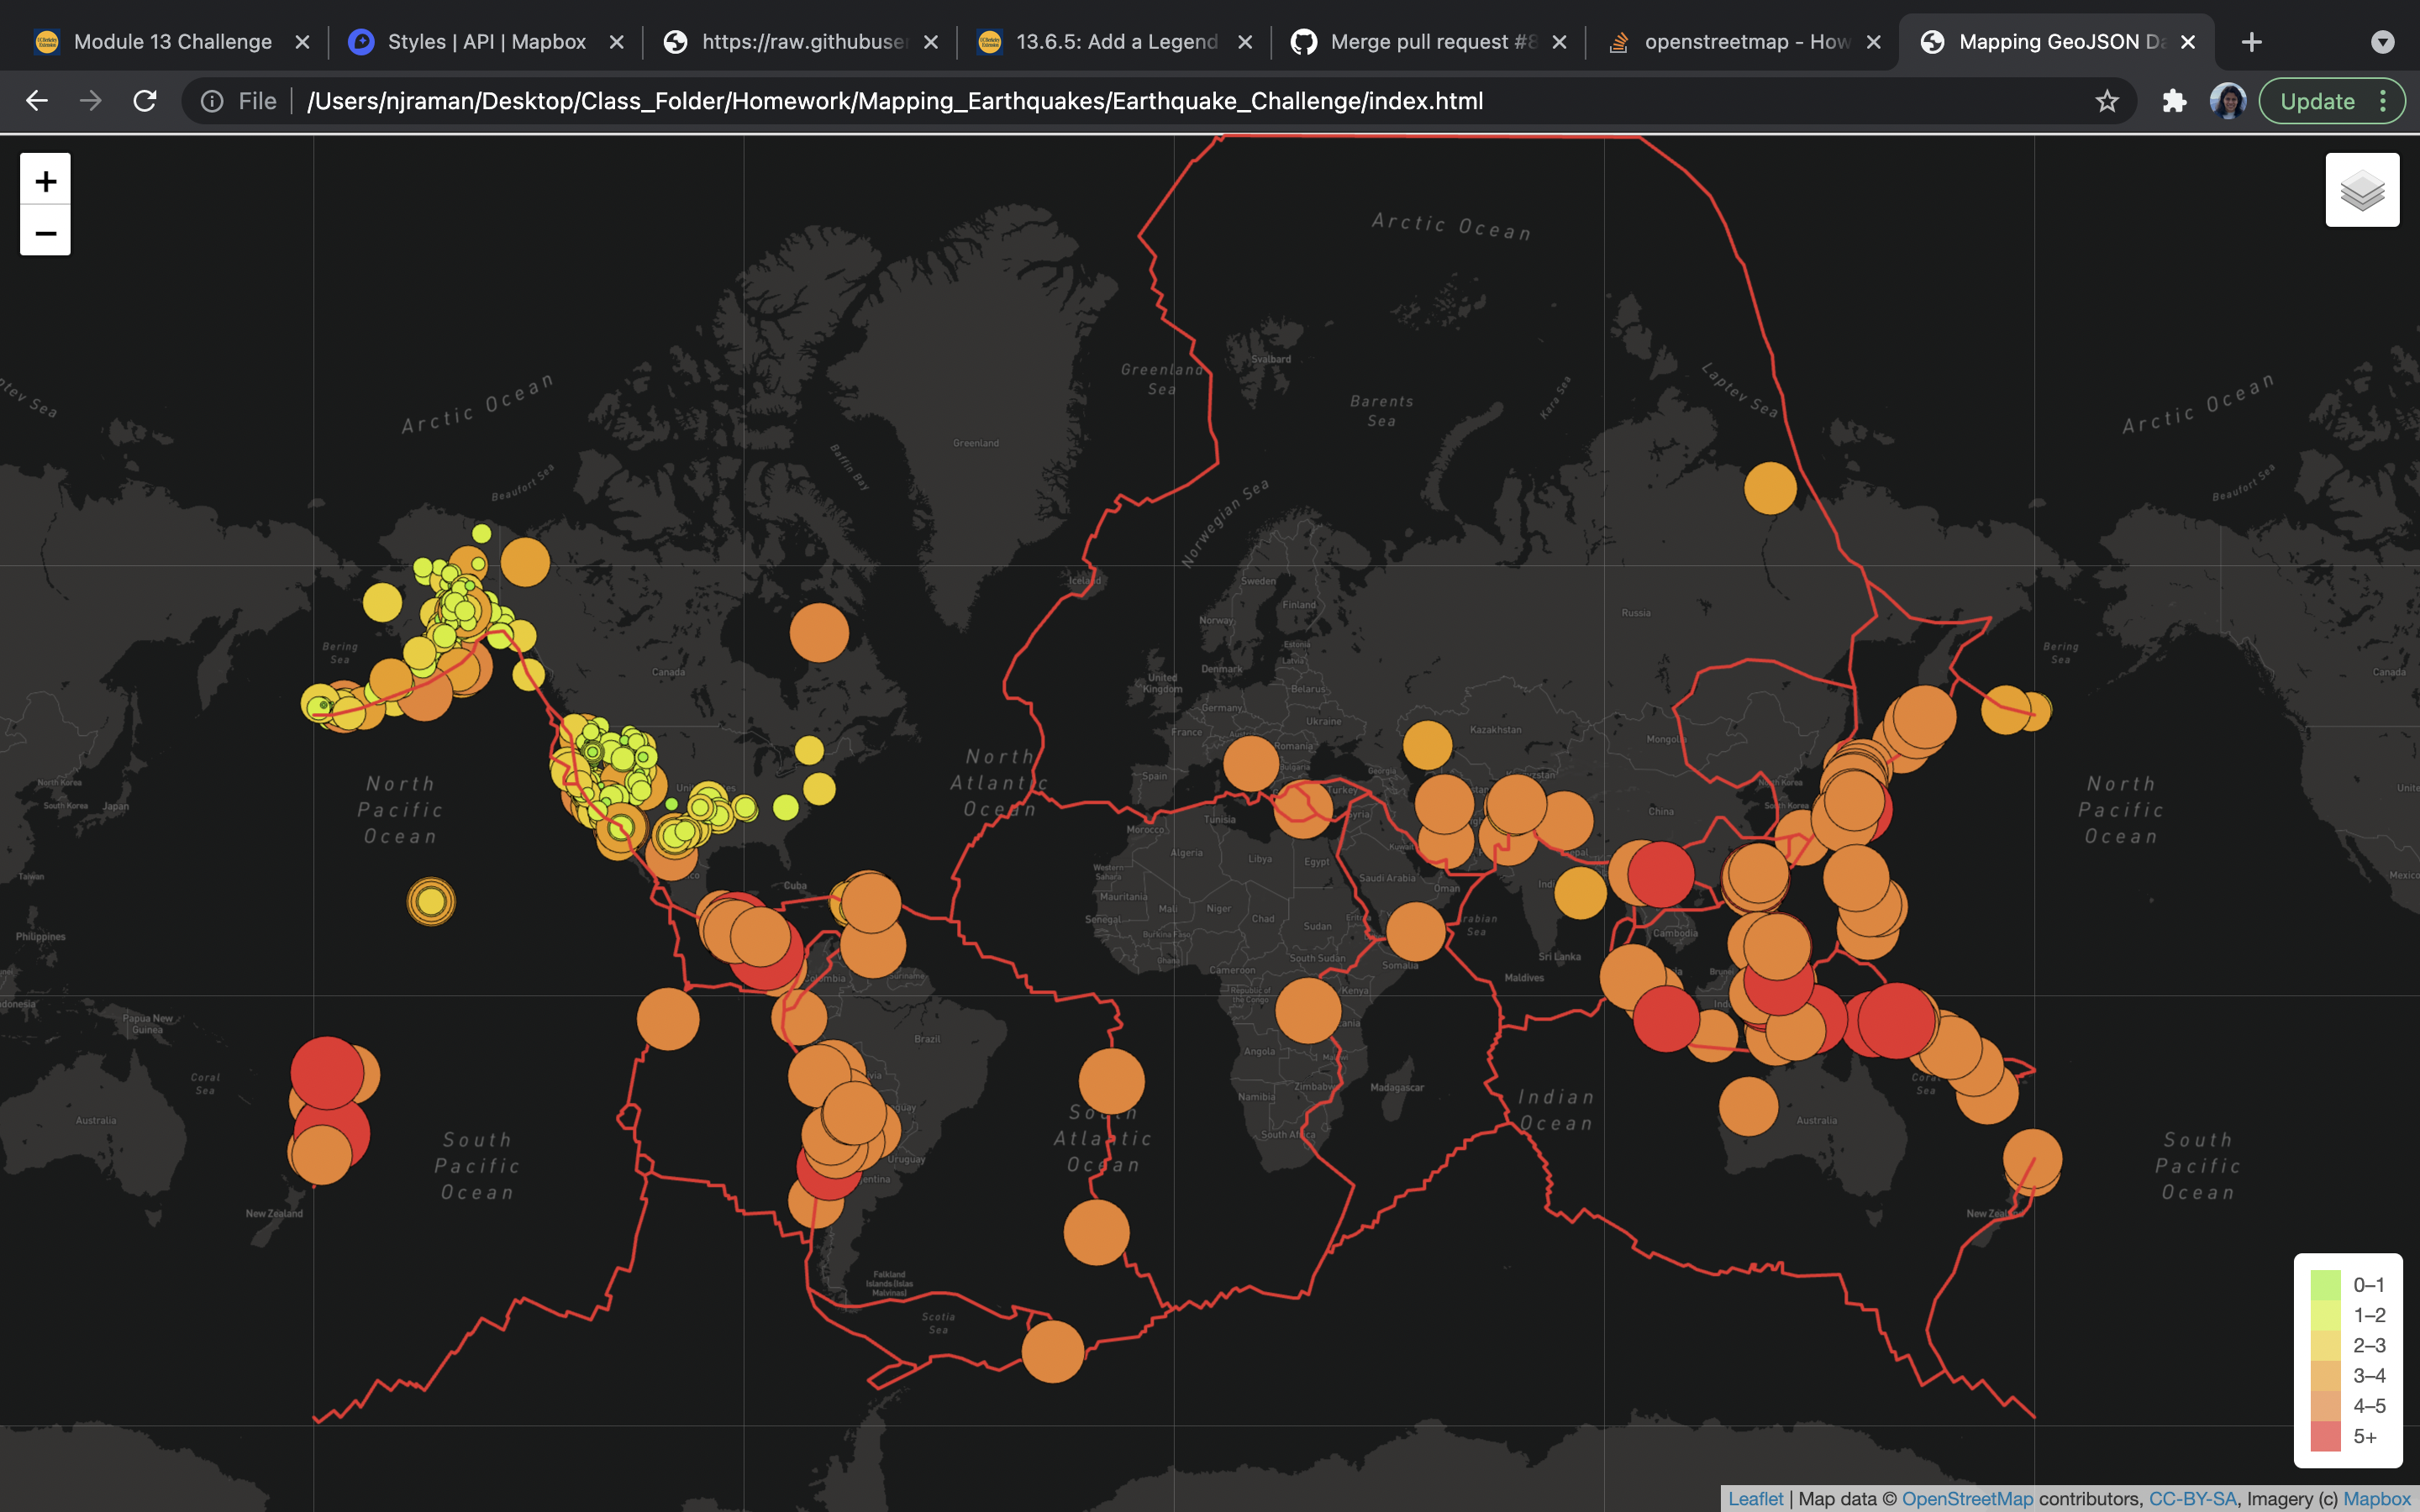 Module 13 Challenge
Styles | API | Mapbox
https://raw.githubuser
13.6.5: Add a Legend
Merge pull request #8
openstreetmap - How
Mapping GeoJSON Da
File
/Users/njraman/Desktop/Class_Folder/Homework/Mapping_Earthquakes/Earthquake_Challenge/index.html
Update
+
−
Arctic Ocean
Laptev Sea
Svalbard
Greenland
Sea
Barents
Sea
Kara Sea
Arctic Ocean
Arctic Ocean
Greenland
Baffin Bay
Beaufort Sea
Beaufort Sea
Norwegian Sea
Iceland
Sweden
Finland
Norway
Russia
Estonia
Latvia
Bering
Sea
Bering
Sea
Canada
Canada
Denmark
United
Kingdom
Belarus
Germany
Ukraine
France
Romania
Bulgaria
Kazakhstan
Mongolia
Georgia
North
Atlantic
Ocean
Spain
Turkey
Syria
North Korea
South Korea
Japan
North
Pacific
Ocean
North Korea
South Korea
North
Pacific
Ocean
Morocco
Tunisia
China
Algeria
Libya
Egypt
Kuwait
Nepal
Taiwan
Cuba
Western
Sahara
Mauritania
Mali
Niger
Chad
Sudan
Saudi Arabia
Oman
Mexico
Senegal
Burkina Faso
Ghana
Philippines
Cambodia
Sri Lanka
Maldives
South Sudan
Somalia
Cameroon
Republic of
the Congo
Kenya
Colombia
Suriname
Papua New
Guinea
Brazil
Angola
Coral
Sea
Zimbabwe
Madagascar
Namibia
Indian
Ocean
Australia
Australia
South
Atlantic
Ocean
South Africa
South
Pacific
Ocean
Uruguay
South
Pacific
Ocean
New Zealand
Falkland
Islands (Islas
Malvinas)
Scotia
Sea
0–1
1–2
2–3
3–4
4–5
5+
Leaflet | Map data © OpenStreetMap contributors, CC-BY-SA, Imagery (c) Mapbox